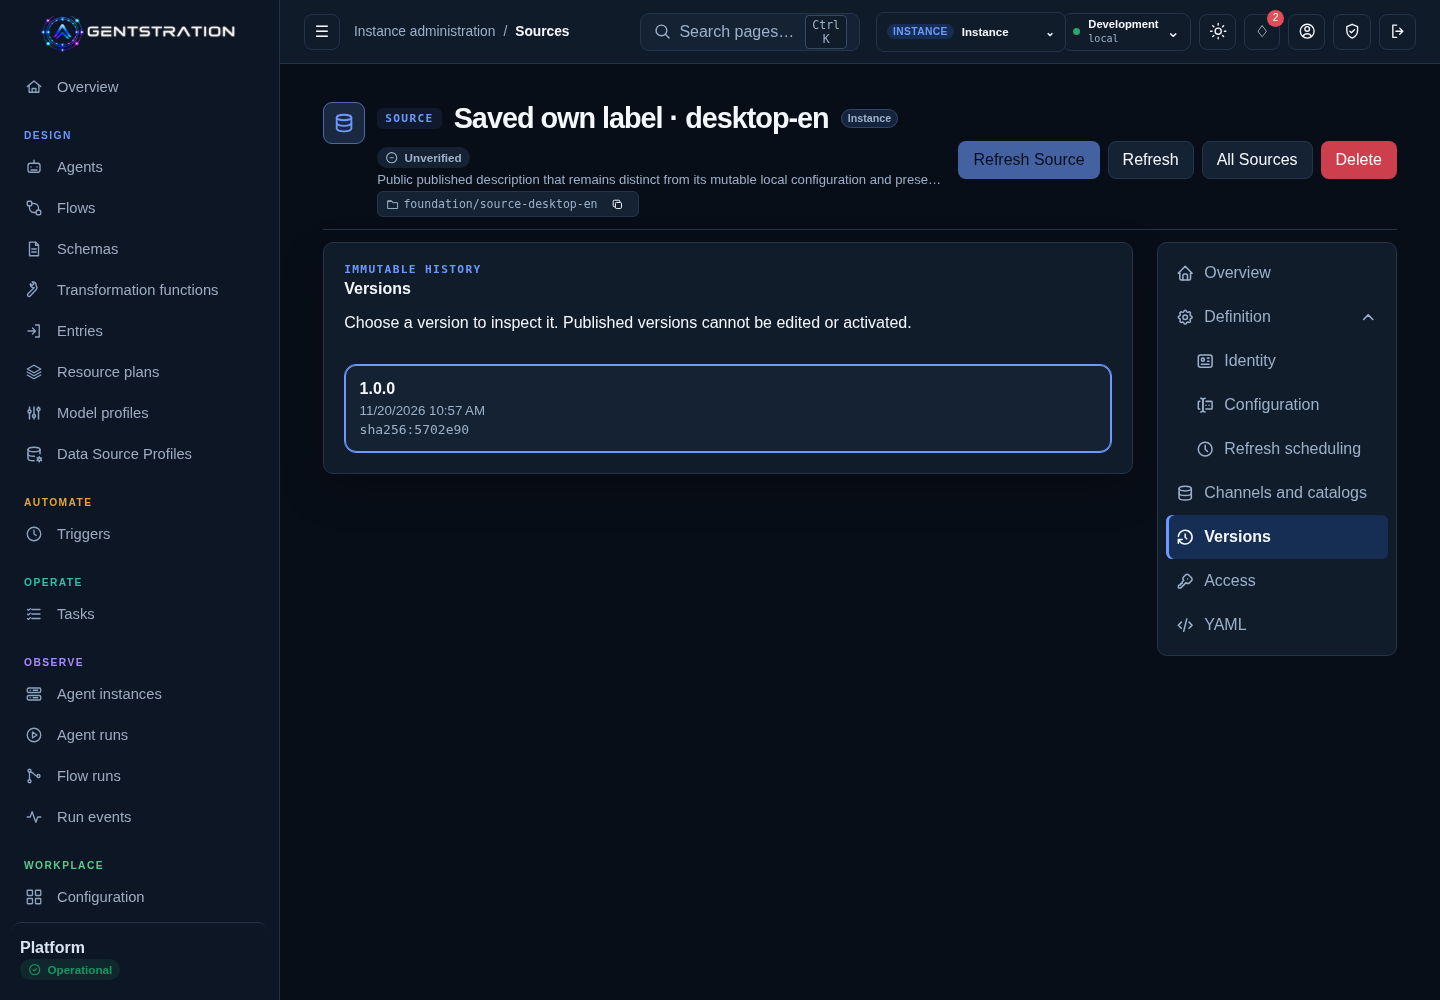 GENTSTRATION
Overview
DESIGN
Agents
Flows
Schemas
Transformation functions
Entries
Resource plans
Model profiles
Data Source Profiles
AUTOMATE
Triggers
OPERATE
Tasks
OBSERVE
Agent instances
Agent runs
Flow runs
Run events
WORKPLACE
Configuration
Platform
Operational
Instance administration / Sources
Search pages…
Ctrl
K
INSTANCE Instance
Development
local
2
SOURCE Saved own label · desktop-en Instance
Unverified
Public published description that remains distinct from its mutable local configuration and prese…
foundation/source-desktop-en
Refresh Source
Refresh
All Sources
Delete
IMMUTABLE HISTORY
Versions
Choose a version to inspect it. Published versions cannot be edited or activated.
1.0.0
11/20/2026 10:57 AM
sha256:5702e90
Overview
Definition
Identity
Configuration
Refresh scheduling
Channels and catalogs
Versions
Access
YAML